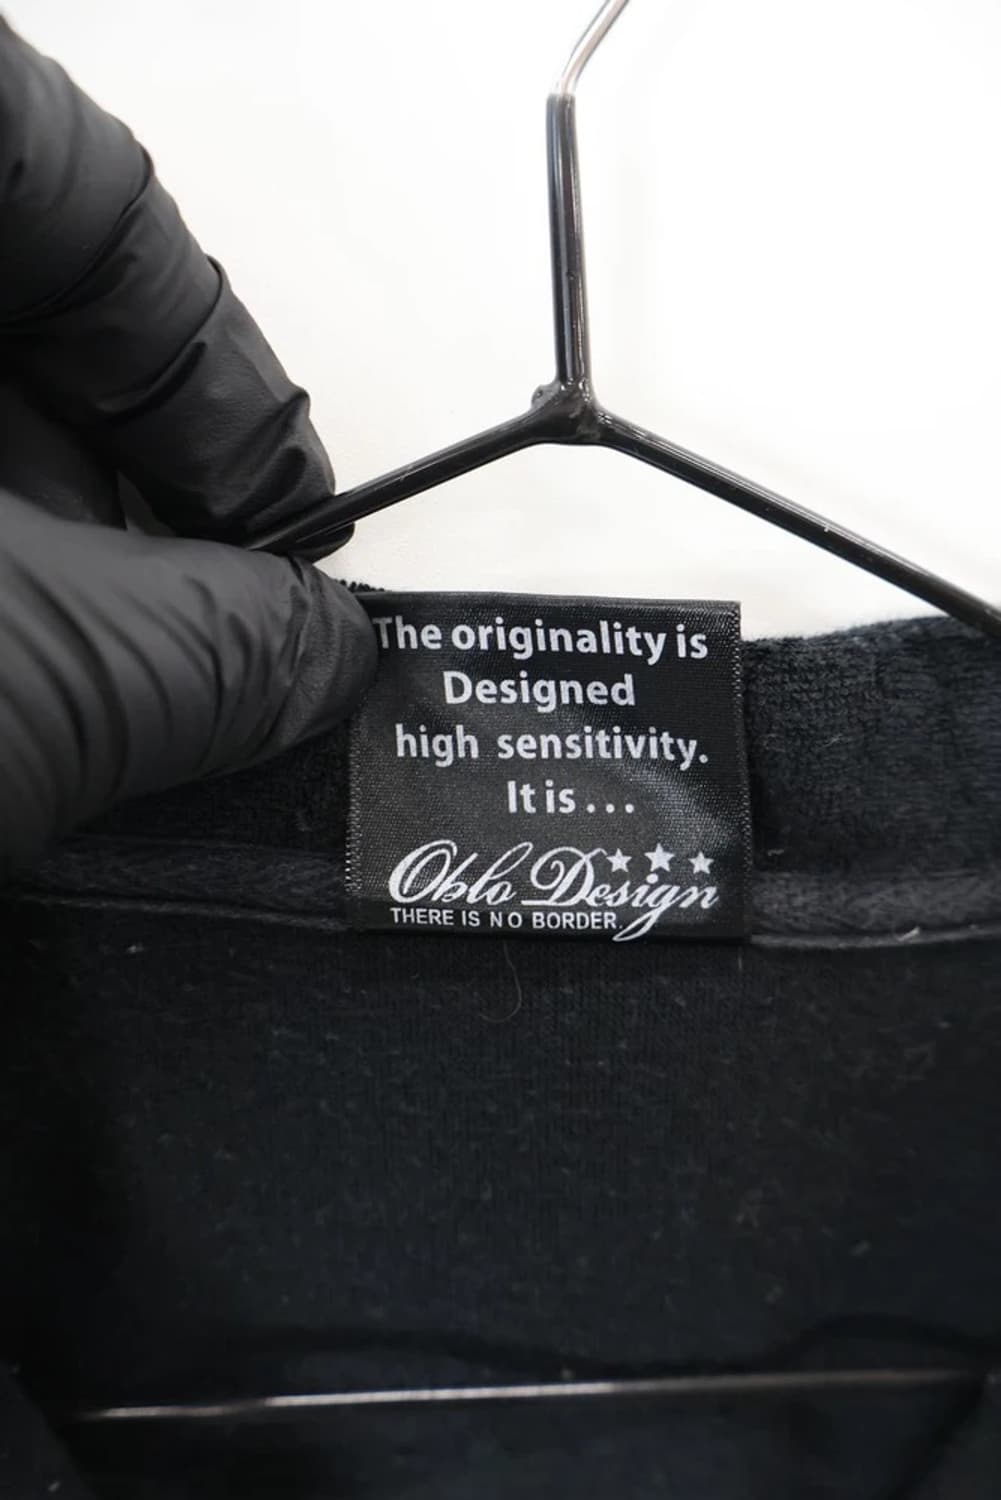 The originality is
Designed
high sensitivity.
It is...
Oblo Design
THERE IS NO BORDER.